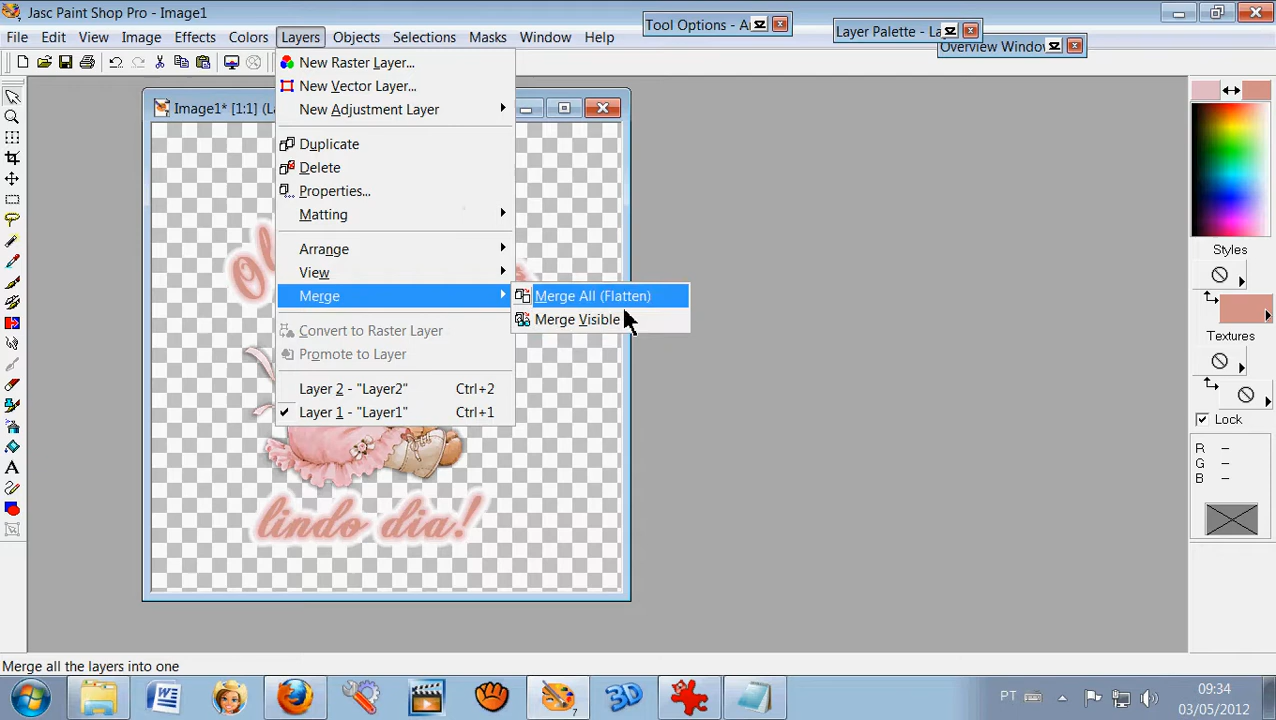 Jasc Paint Shop Pro - Image1
Tool Options - A
Layer Palette - La
Overview Window
File Edit View Image Effects Colors Layers Objects Selections Masks Window Help
Image1* [1:1] (La
New Raster Layer...
New Vector Layer...
New Adjustment Layer
Duplicate
Delete
Properties...
Matting
Arrange
View
Merge
Merge All (Flatten)
Merge Visible
Convert to Raster Layer
Promote to Layer
Layer 2 - "Layer2" Ctrl+2
Layer 1 - "Layer1" Ctrl+1
lindo dia!
Styles
Textures
Lock
R –
G –
B –
Merge all the layers into one
W
7
3D
PT
09:34
03/05/2012